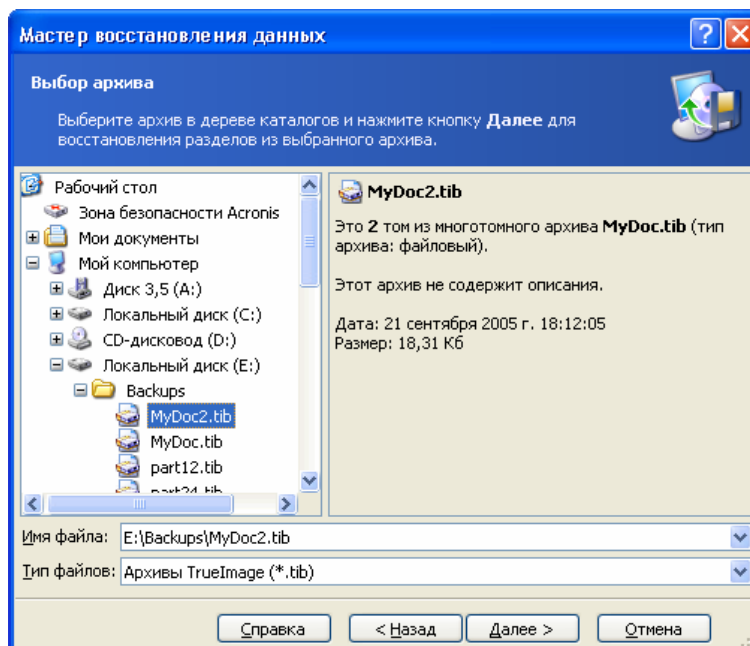 Мастер восстановления данных
Выбор архива
Выберите архив в дереве каталогов и нажмите кнопку Далее для
восстановления разделов из выбранного архива.
Рабочий стол
Зона безопасности Acronis
Мои документы
Мой компьютер
Диск 3,5 (A:)
Локальный диск (C:)
CD-дисковод (D:)
Локальный диск (E:)
Backups
MyDoc2.tib
MyDoc.tib
part12.tib
part24.tib
MyDoc2.tib
Это 2 том из многотомного архива MyDoc.tib (тип
архива: файловый).
Этот архив не содержит описания.
Дата: 21 сентября 2005 г. 18:12:05
Размер: 18,31 Кб
Имя файла: E:\Backups\MyDoc2.tib
Тип файлов: Архивы TrueImage (*.tib)
Справка < Назад Далее > Отмена